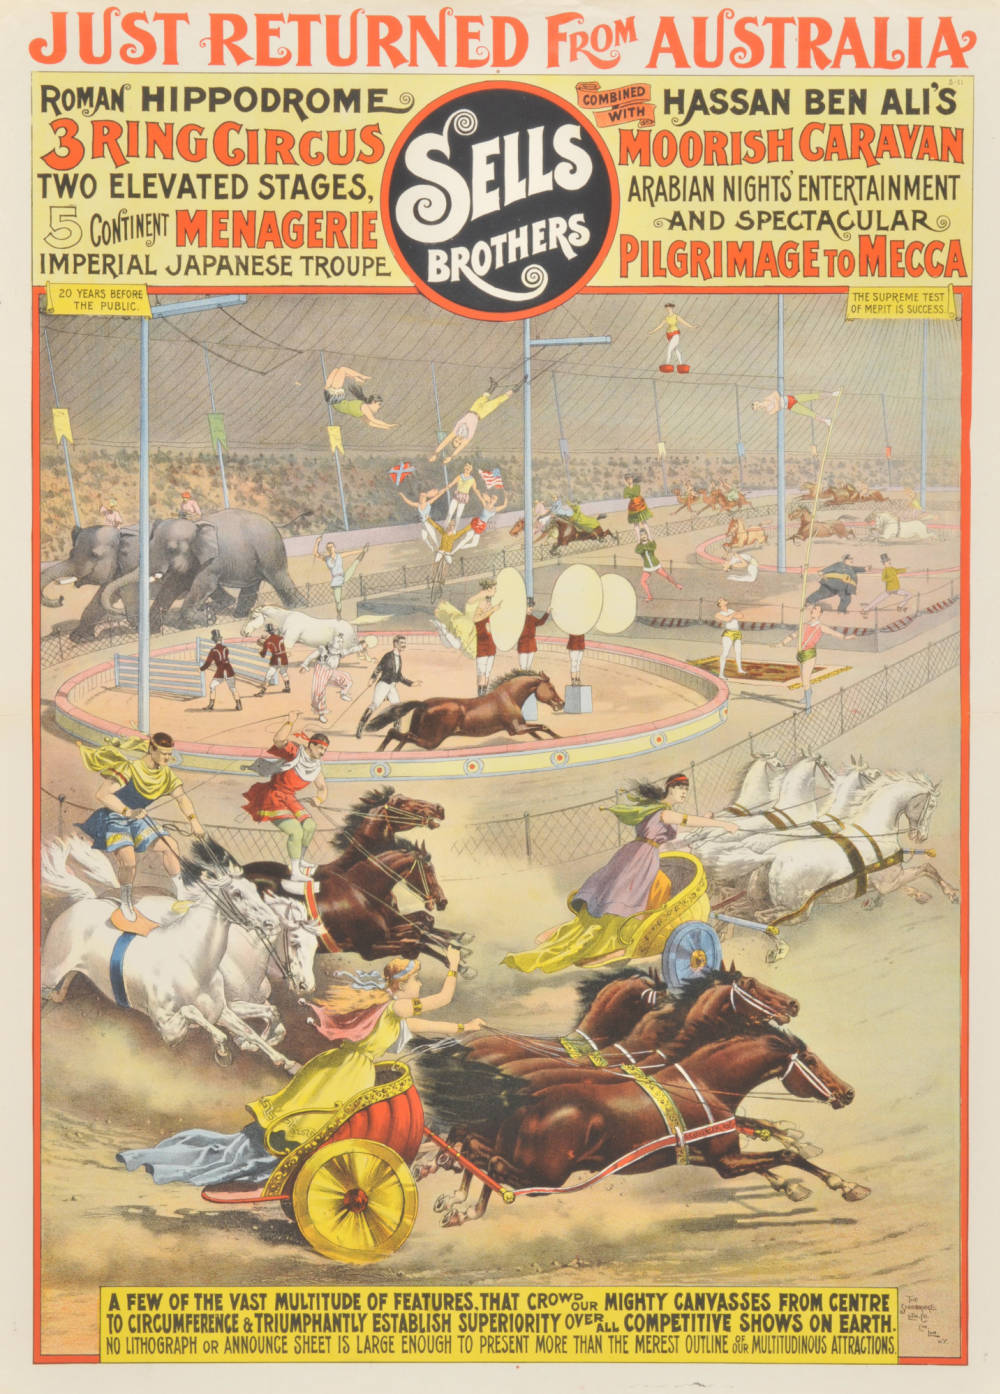 JUST RETURNED FROM AUSTRALIA
ROMAN HIPPODROME
3 RING CIRCUS
TWO ELEVATED STAGES,
5 CONTINENT MENAGERIE
IMPERIAL JAPANESE TROUPE
SELLS
BROTHERS
COMBINED
WITH
HASSAN BEN ALI'S
MOORISH CARAVAN
ARABIAN NIGHTS' ENTERTAINMENT
AND SPECTACULAR
PILGRIMAGE TO MECCA
20 YEARS BEFORE
THE PUBLIC.
THE SUPREME TEST
OF MERIT IS SUCCESS.
A FEW OF THE VAST MULTITUDE OF FEATURES, THAT CROWD OUR MIGHTY CANVASSES FROM CENTRE
TO CIRCUMFERENCE & TRIUMPHANTLY ESTABLISH SUPERIORITY OVER ALL COMPETITIVE SHOWS ON EARTH.
NO LITHOGRAPH OR ANNOUNCE SHEET IS LARGE ENOUGH TO PRESENT MORE THAN THE MEREST OUTLINE OF OUR MULTITUDINOUS ATTRACTIONS.
THE